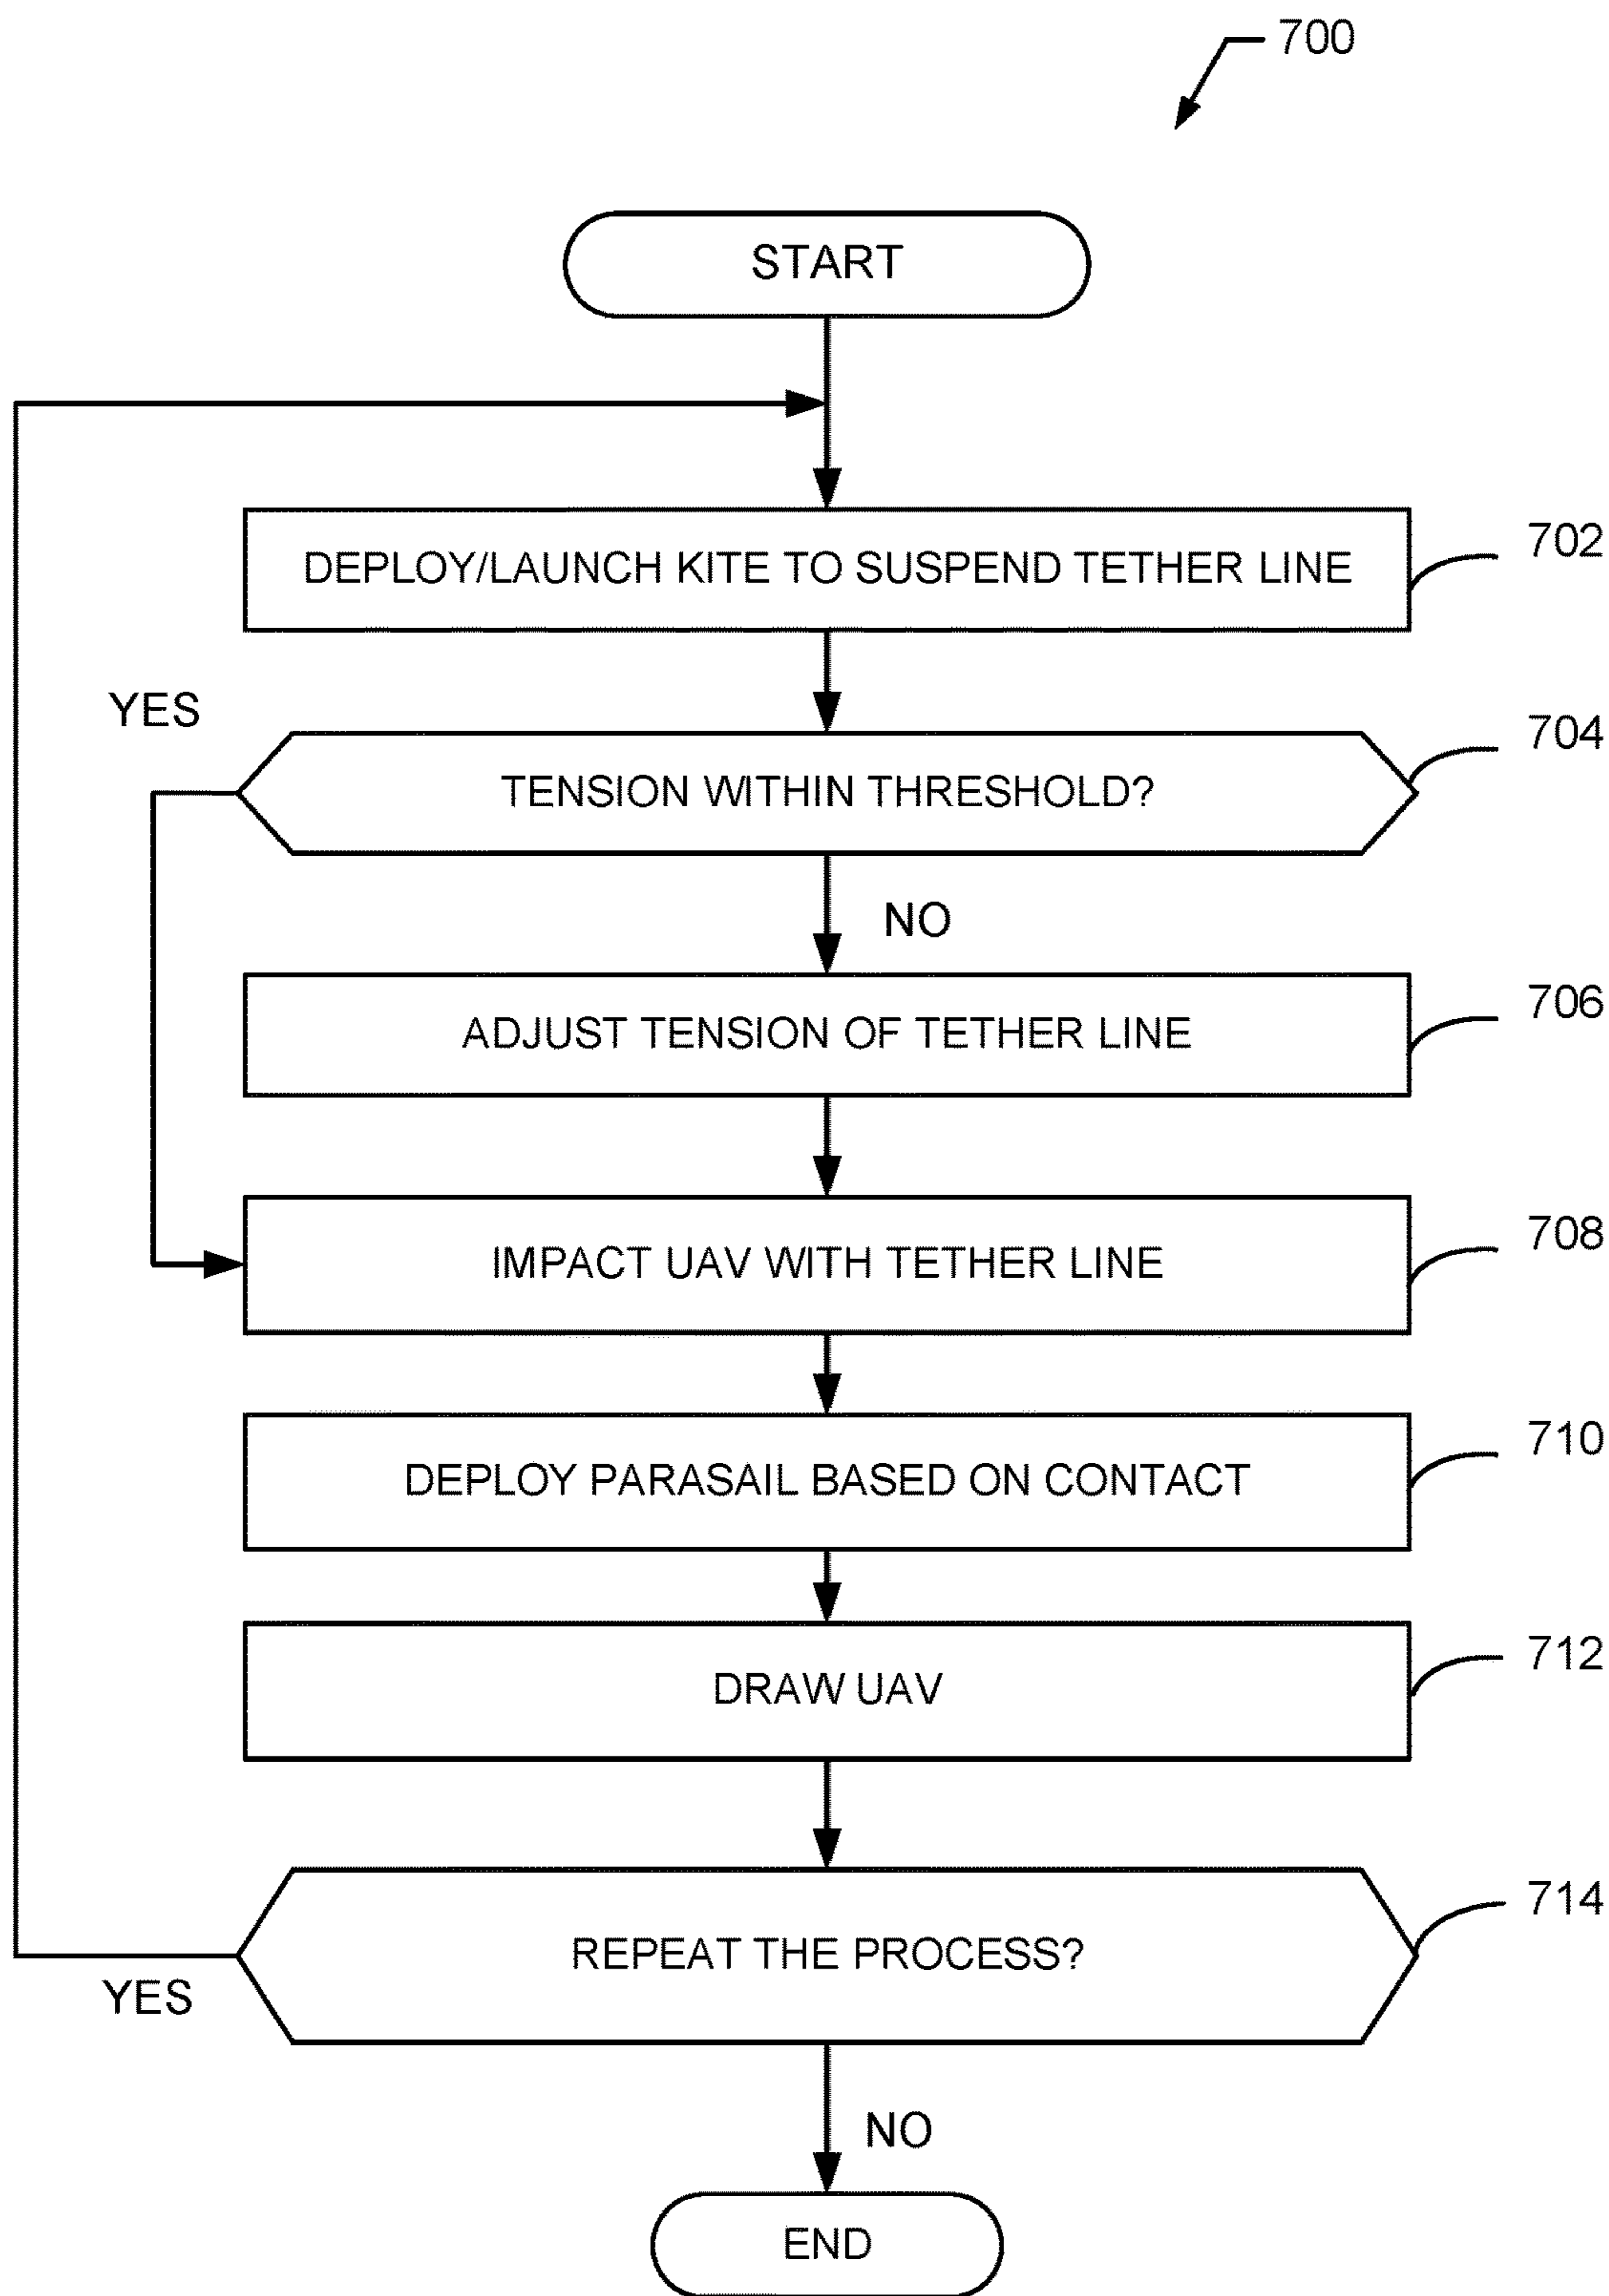 700
START
DEPLOY/LAUNCH KITE TO SUSPEND TETHER LINE
702
YES
TENSION WITHIN THRESHOLD?
704
NO
ADJUST TENSION OF TETHER LINE
706
IMPACT UAV WITH TETHER LINE
708
DEPLOY PARASAIL BASED ON CONTACT
710
DRAW UAV
712
REPEAT THE PROCESS?
714
YES
NO
END